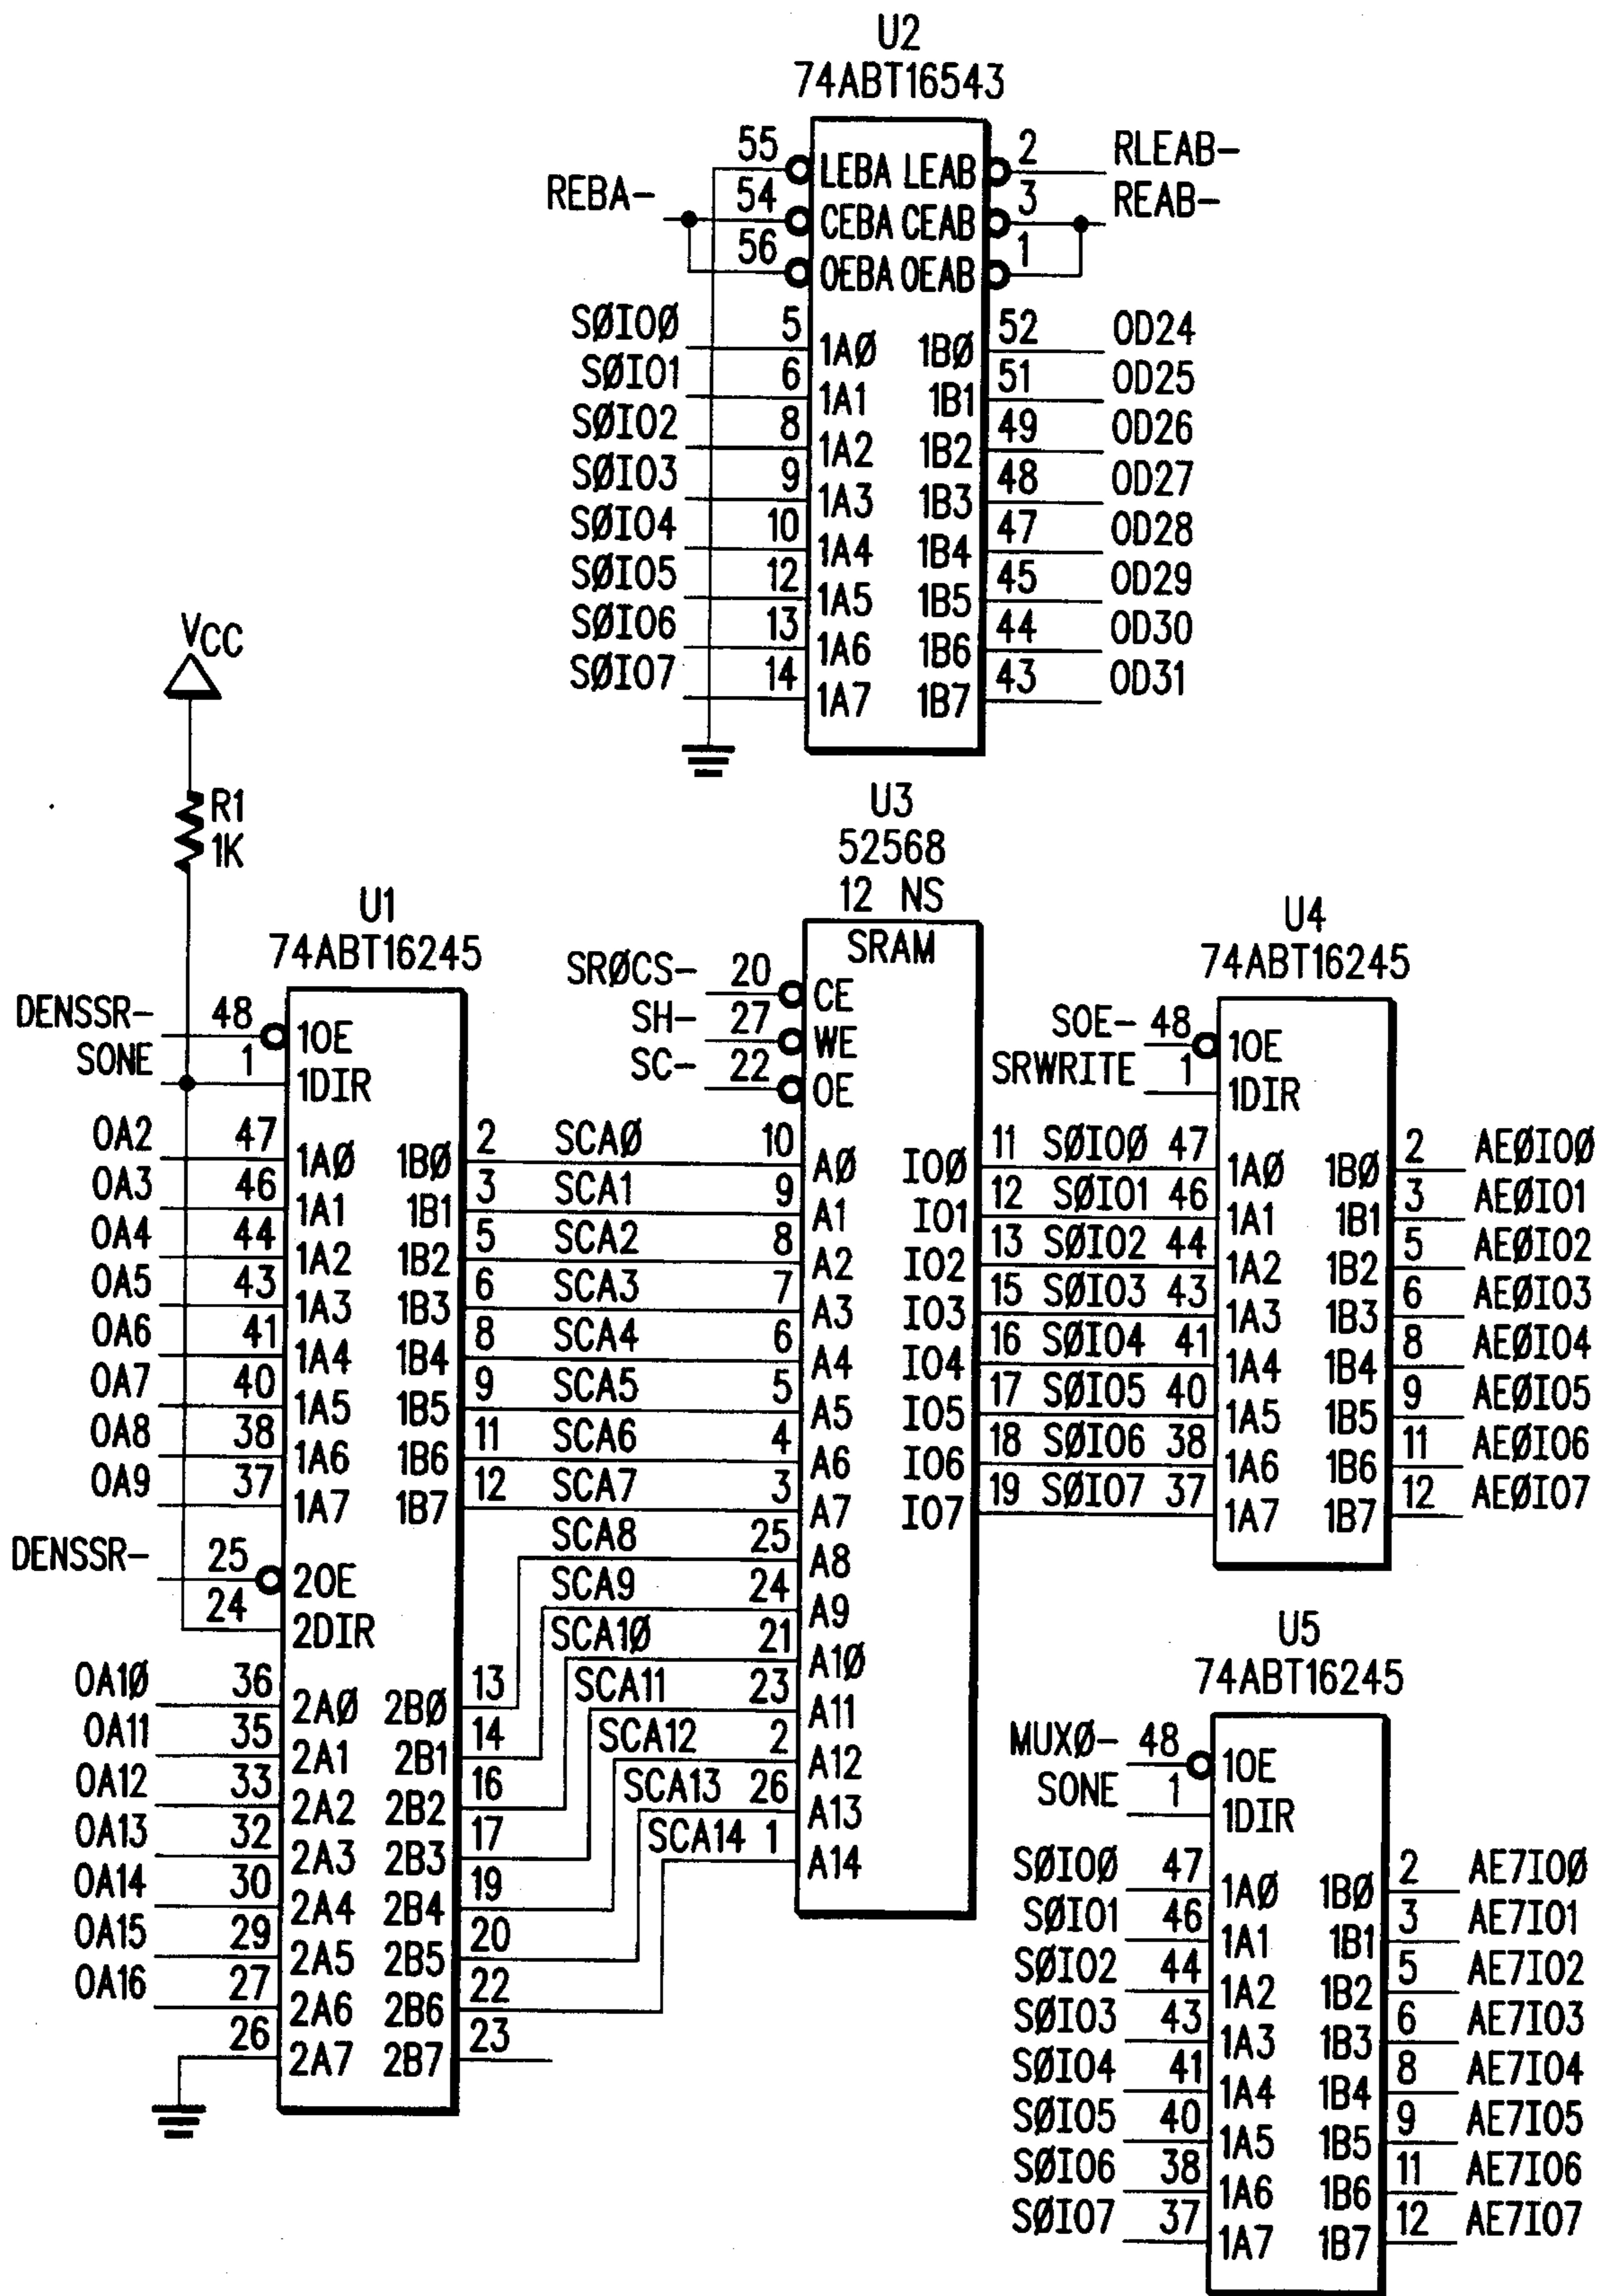 U2
74ABT16543
55 LEBA LEAB 2 RLEAB-
REBA- 54 CEBA CEAB 3 REAB-
56 OEBA OEAB 1
SØIOØ 5 1AØ 1BØ 52 OD24
SØIO1 6 1A1 1B1 51 OD25
SØIO2 8 1A2 1B2 49 OD26
SØIO3 9 1A3 1B3 48 OD27
SØIO4 10 1A4 1B4 47 OD28
SØIO5 12 1A5 1B5 45 OD29
SØIO6 13 1A6 1B6 44 OD30
SØIO7 14 1A7 1B7 43 OD31
VCC
R1
1K
U1
74ABT16245
DENSSR- 48 1OE
SONE 1 1DIR
OA2 47 1AØ 1BØ 2 SCAØ
OA3 46 1A1 1B1 3 SCA1
OA4 44 1A2 1B2 5 SCA2
OA5 43 1A3 1B3 6 SCA3
OA6 41 1A4 1B4 8 SCA4
OA7 40 1A5 1B5 9 SCA5
OA8 38 1A6 1B6 11 SCA6
OA9 37 1A7 1B7 12 SCA7
DENSSR- 25 2OE
24 2DIR
OA1Ø 36 2AØ 2BØ 13 SCA8
OA11 35 2A1 2B1 14 SCA9
OA12 33 2A2 2B2 16 SCA1Ø
OA13 32 2A3 2B3 17 SCA11
OA14 30 2A4 2B4 19 SCA12
OA15 29 2A5 2B5 20 SCA13
OA16 27 2A6 2B6 22 SCA14
26 2A7 2B7 23
U3
52568
12 NS
SRAM
SRØCS- 20 CE
SH- 27 WE
SC- 22 OE
10 AØ IOØ 11 SØIOØ
9 A1 IO1 12 SØIO1
8 A2 IO2 13 SØIO2
7 A3 IO3 15 SØIO3
6 A4 IO4 16 SØIO4
5 A5 IO5 17 SØIO5
4 A6 IO6 18 SØIO6
3 A7 IO7 19 SØIO7
25 A8
24 A9
21 A1Ø
23 A11
2 A12
26 A13
1 A14
U4
74ABT16245
SOE- 48 1OE
SRWRITE 1 1DIR
47 1AØ 1BØ 2 AEØIOØ
46 1A1 1B1 3 AEØIO1
44 1A2 1B2 5 AEØIO2
43 1A3 1B3 6 AEØIO3
41 1A4 1B4 8 AEØIO4
40 1A5 1B5 9 AEØIO5
38 1A6 1B6 11 AEØIO6
37 1A7 1B7 12 AEØIO7
U5
74ABT16245
MUXØ- 48 1OE
SONE 1 1DIR
SØIOØ 47 1AØ 1BØ 2 AE7IOØ
SØIO1 46 1A1 1B1 3 AE7IO1
SØIO2 44 1A2 1B2 5 AE7IO2
SØIO3 43 1A3 1B3 6 AE7IO3
SØIO4 41 1A4 1B4 8 AE7IO4
SØIO5 40 1A5 1B5 9 AE7IO5
SØIO6 38 1A6 1B6 11 AE7IO6
SØIO7 37 1A7 1B7 12 AE7IO7